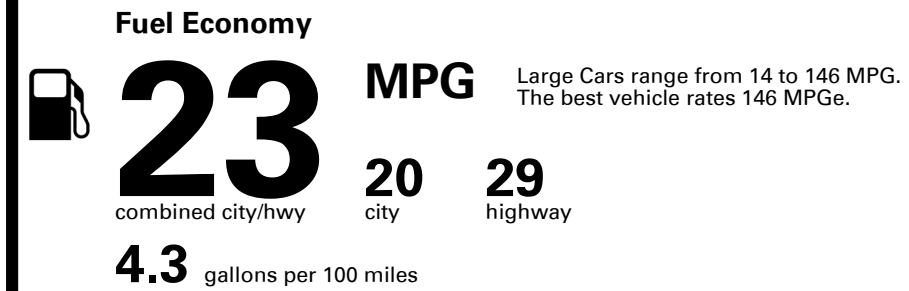 Fuel Economy
23 MPG
Large Cars range from 14 to 146 MPG.
The best vehicle rates 146 MPGe.
combined city/hwy
20 city
29 highway
4.3 gallons per 100 miles